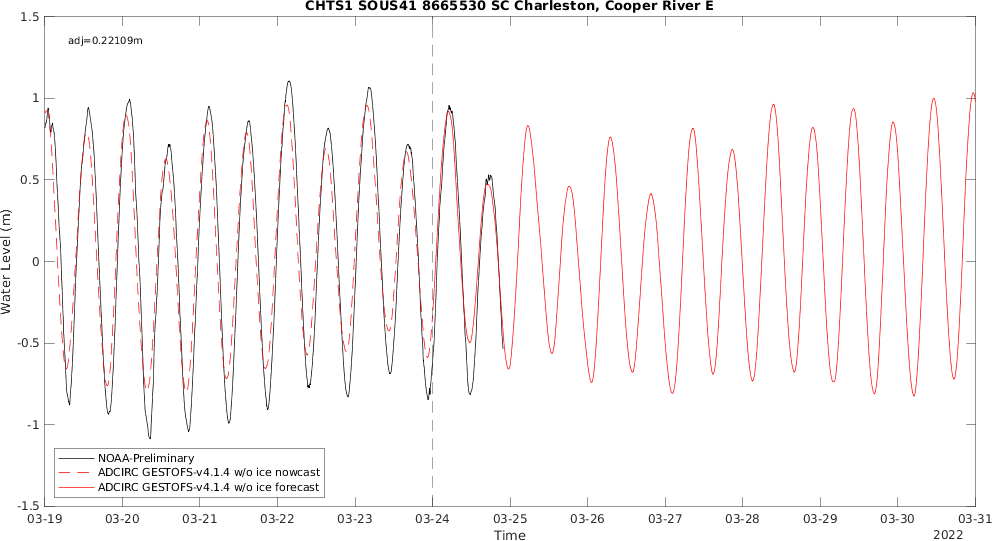 CHTS1 SOUS41 8665530 SC Charleston, Cooper River E
adj=0.22109m
1.5
1
0.5
0
-0.5
-1
-1.5
Water Level (m)
NOAA-Preliminary
ADCIRC GESTOFS-v4.1.4 w/o ice nowcast
ADCIRC GESTOFS-v4.1.4 w/o ice forecast
03-19 03-20 03-21 03-22 03-23 03-24 03-25 03-26 03-27 03-28 03-29 03-30 03-31
Time
2022